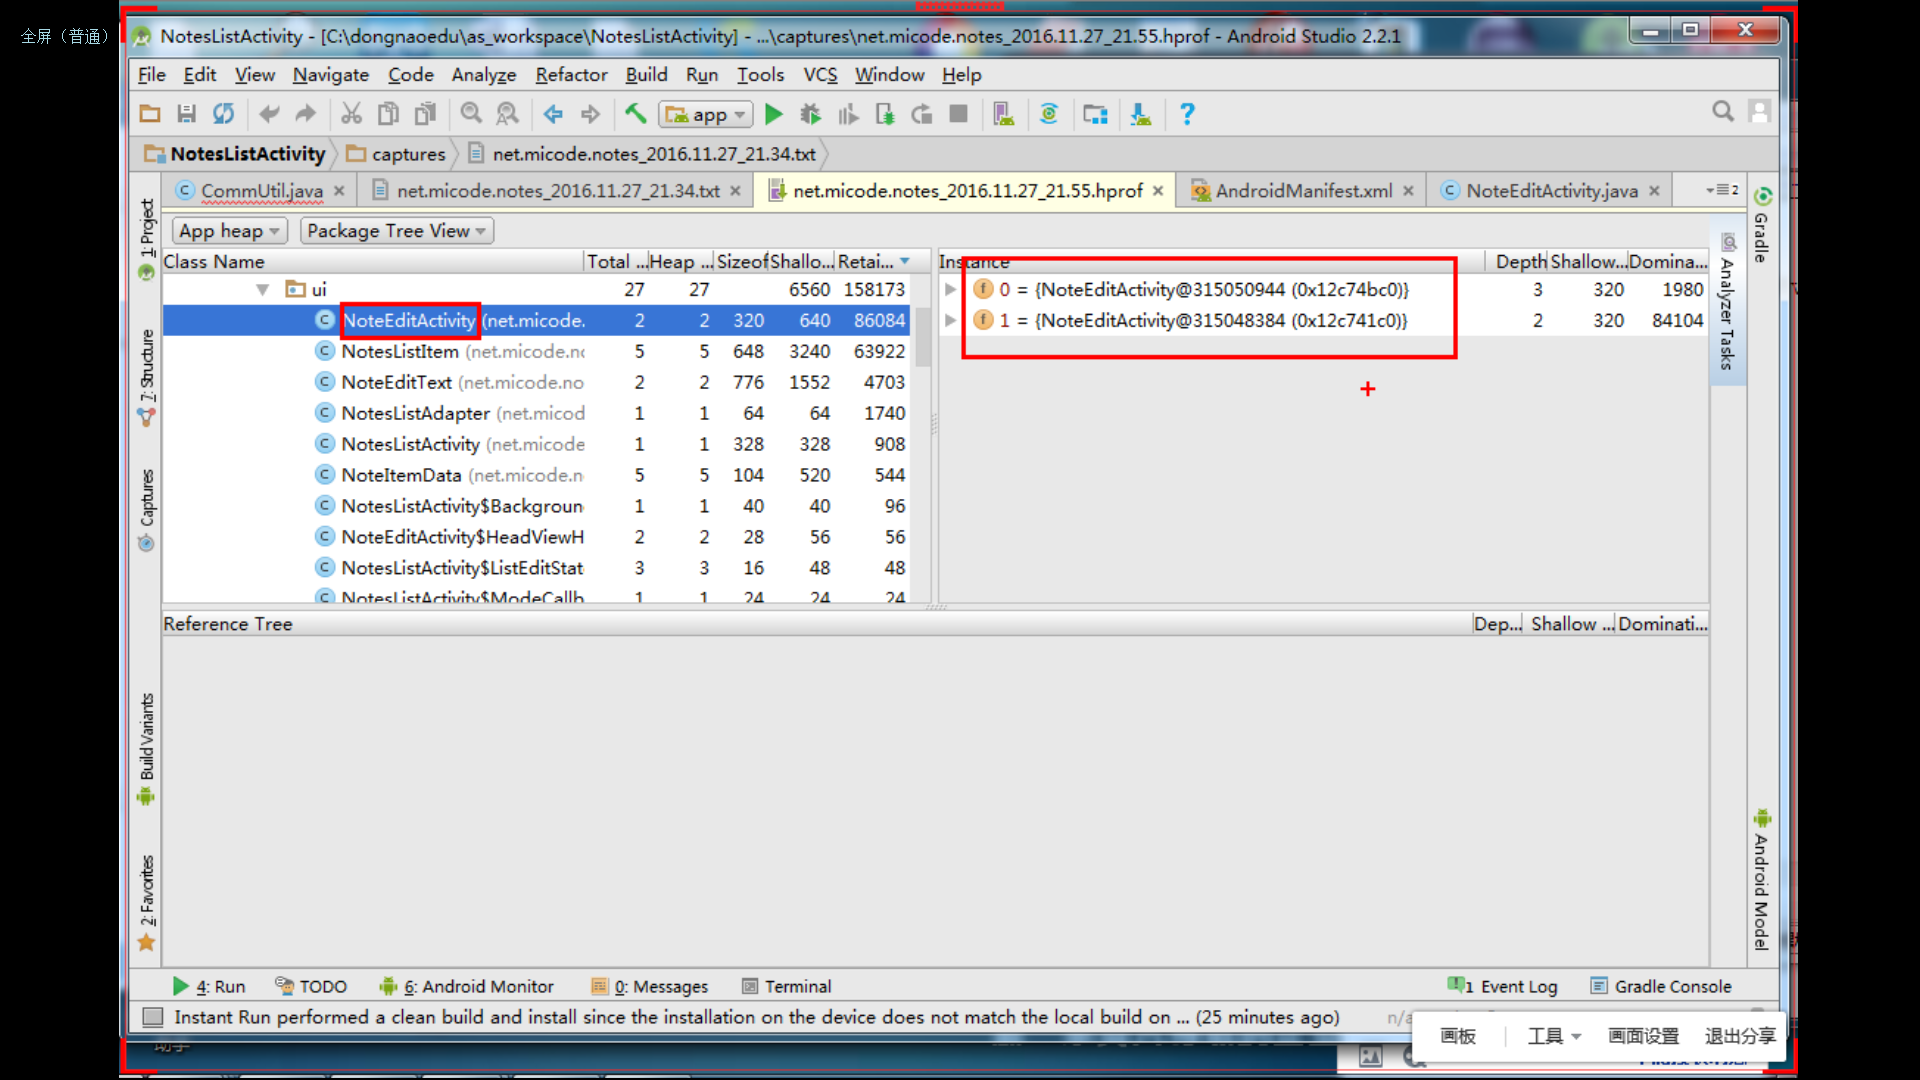 全屏（普通）
NotesListActivity - [C:\dongnaoedu\as_workspace\NotesListActivity] - ...\captures\net.micode.notes_2016.11.27_21.55.hprof - Android Studio 2.2.1
File Edit View Navigate Code Analyze Refactor Build Run Tools VCS Window Help
app
NotesListActivity captures net.micode.notes_2016.11.27_21.34.txt
CommUtil.java net.micode.notes_2016.11.27_21.34.txt net.micode.notes_2016.11.27_21.55.hprof AndroidManifest.xml NoteEditActivity.java 2
App heap Package Tree View
Class Name Total ... Heap ... Sizeof Shallo... Retai...
ui 27 27 6560 158173
NoteEditActivity (net.micode. 2 2 320 640 86084
NotesListItem (net.micode.nc 5 5 648 3240 63922
NoteEditText (net.micode.no 2 2 776 1552 4703
NotesListAdapter (net.micod 1 1 64 64 1740
NotesListActivity (net.micode 1 1 328 328 908
NoteItemData (net.micode.n 5 5 104 520 544
NotesListActivity$Backgroun 1 1 40 40 96
NoteEditActivity$HeadViewH 2 2 28 56 56
NotesListActivity$ListEditStat 3 3 16 48 48
NotesListActivity$ModeCallb 1 1 24 24 24
Instance Depth Shallow... Domina...
0 = {NoteEditActivity@315050944 (0x12c74bc0)} 3 320 1980
1 = {NoteEditActivity@315048384 (0x12c741c0)} 2 320 84104
Reference Tree Dep... Shallow ... Dominati...
1: Project
7: Structure
Captures
Build Variants
2: Favorites
Gradle
Analyzer Tasks
Android Model
4: Run TODO 6: Android Monitor 0: Messages Terminal 1 Event Log Gradle Console
Instant Run performed a clean build and install since the installation on the device does not match the local build on ... (25 minutes ago) n/a
画板 工具 画面设置 退出分享